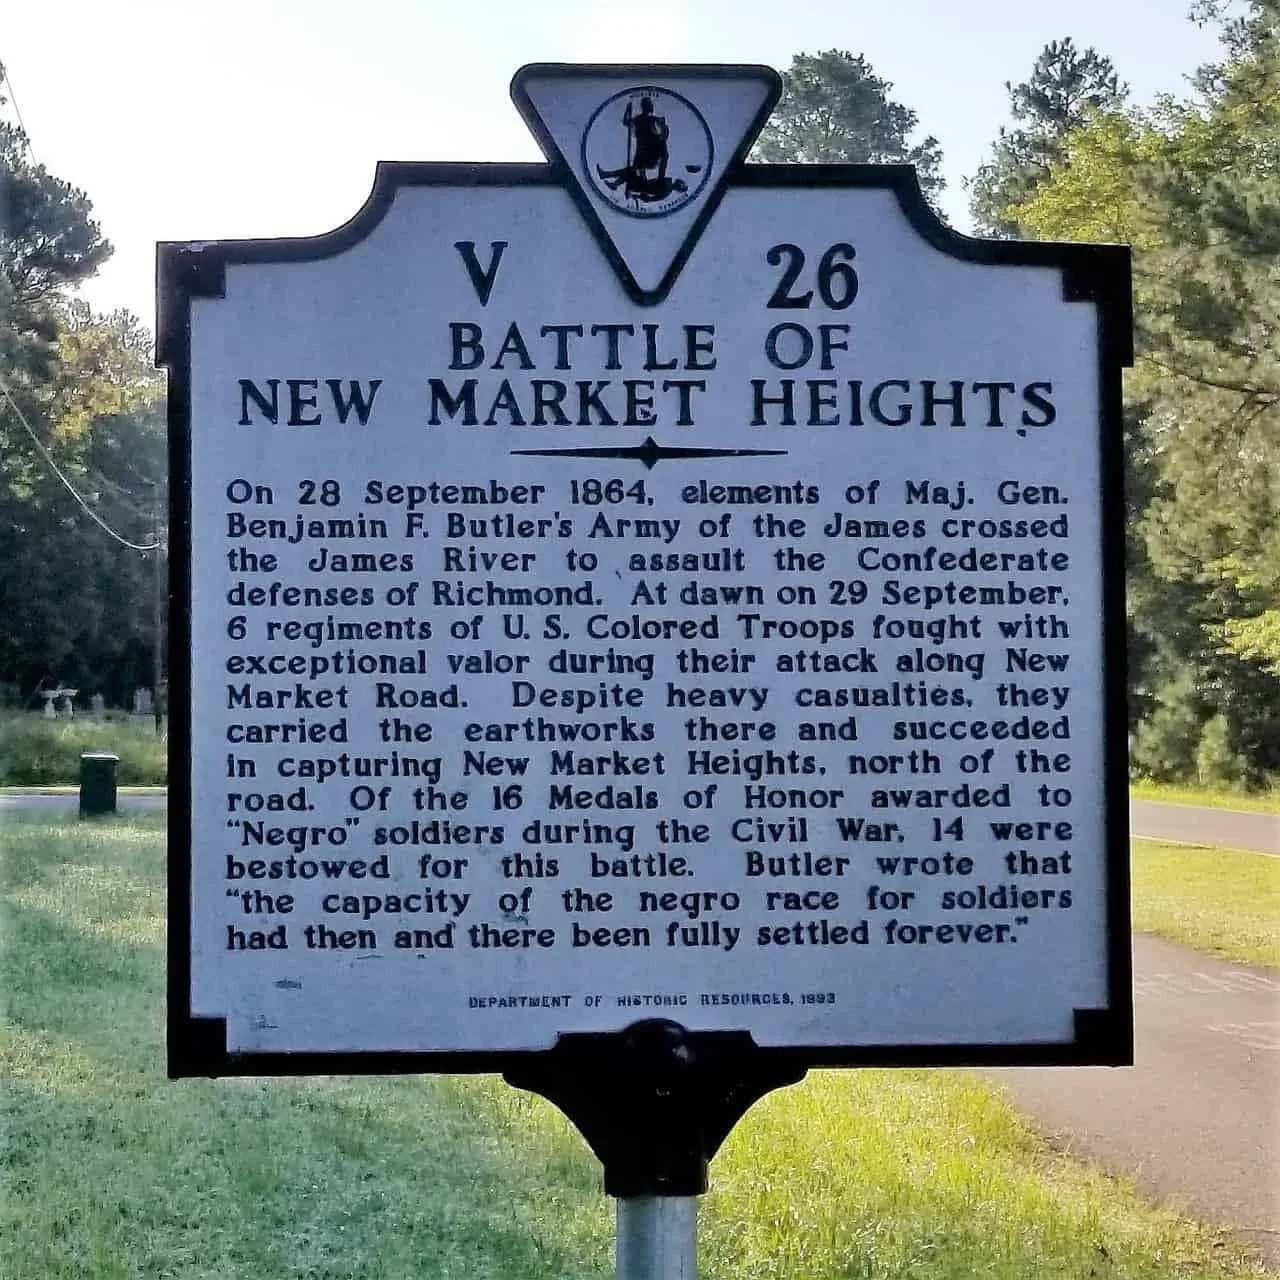 V 26
BATTLE OF
NEW MARKET HEIGHTS
On 28 September 1864, elements of Maj. Gen.
Benjamin F. Butler's Army of the James crossed
the James River to assault the Confederate
defenses of Richmond. At dawn on 29 September,
6 regiments of U. S. Colored Troops fought with
exceptional valor during their attack along New
Market Road. Despite heavy casualties, they
carried the earthworks there and succeeded
in capturing New Market Heights, north of the
road. Of the 16 Medals of Honor awarded to
"Negro" soldiers during the Civil War, 14 were
bestowed for this battle. Butler wrote that
"the capacity of the negro race for soldiers
had then and there been fully settled forever."
DEPARTMENT OF HISTORIC RESOURCES, 1993